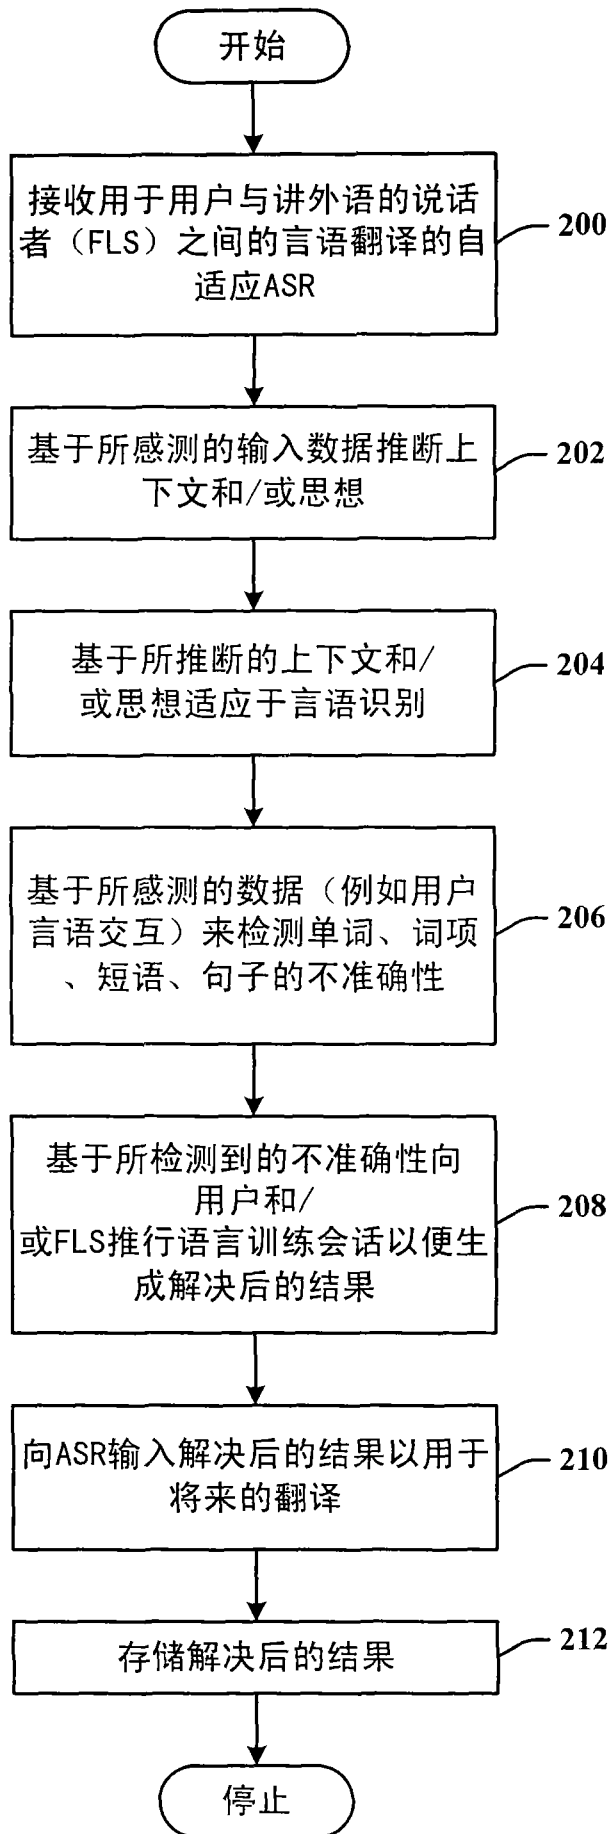 开始
接收用于用户与讲外语的说话
者（FLS）之间的言语翻译的自
适应ASR
200
基于所感测的输入数据推断上
下文和/或思想
202
基于所推断的上下文和/
或思想适应于言语识别
204
基于所感测的数据（例如用户
言语交互）来检测单词、词项
、短语、句子的不准确性
206
基于所检测到的不准确性向
用户和/
或FLS推行语言训练会话以便生
成解决后的结果
208
向ASR输入解决后的结果以用于
将来的翻译
210
存储解决后的结果
212
停止